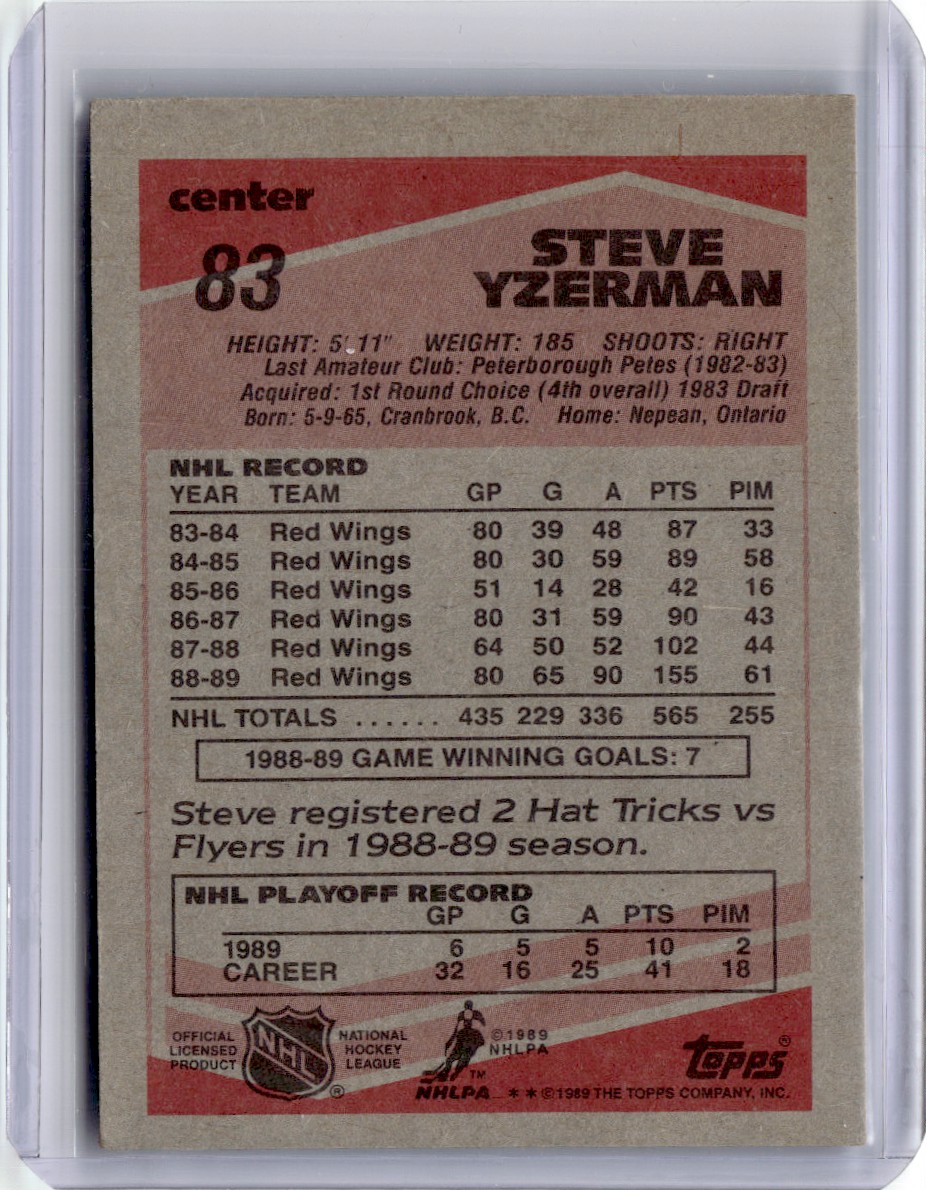 center
83
STEVE
YZERMAN
HEIGHT: 5' 11" WEIGHT: 185 SHOOTS: RIGHT
Last Amateur Club: Peterborough Petes (1982-83)
Acquired: 1st Round Choice (4th overall) 1983 Draft
Born: 5-9-65, Cranbrook, B.C. Home: Nepean, Ontario
NHL RECORD
YEAR TEAM GP G A PTS PIM
83-84 Red Wings 80 39 48 87 33
84-85 Red Wings 80 30 59 89 58
85-86 Red Wings 51 14 28 42 16
86-87 Red Wings 80 31 59 90 43
87-88 Red Wings 64 50 52 102 44
88-89 Red Wings 80 65 90 155 61
NHL TOTALS ...... 435 229 336 565 255
1988-89 GAME WINNING GOALS: 7
Steve registered 2 Hat Tricks vs
Flyers in 1988-89 season.
NHL PLAYOFF RECORD
GP G A PTS PIM
1989 6 5 5 10 2
CAREER 32 16 25 41 18
OFFICIAL
LICENSED
PRODUCT
NHL
®
NATIONAL
HOCKEY
LEAGUE
TM
NHLPA
©1989
NHLPA
topps®
**©1989 THE TOPPS COMPANY, INC.